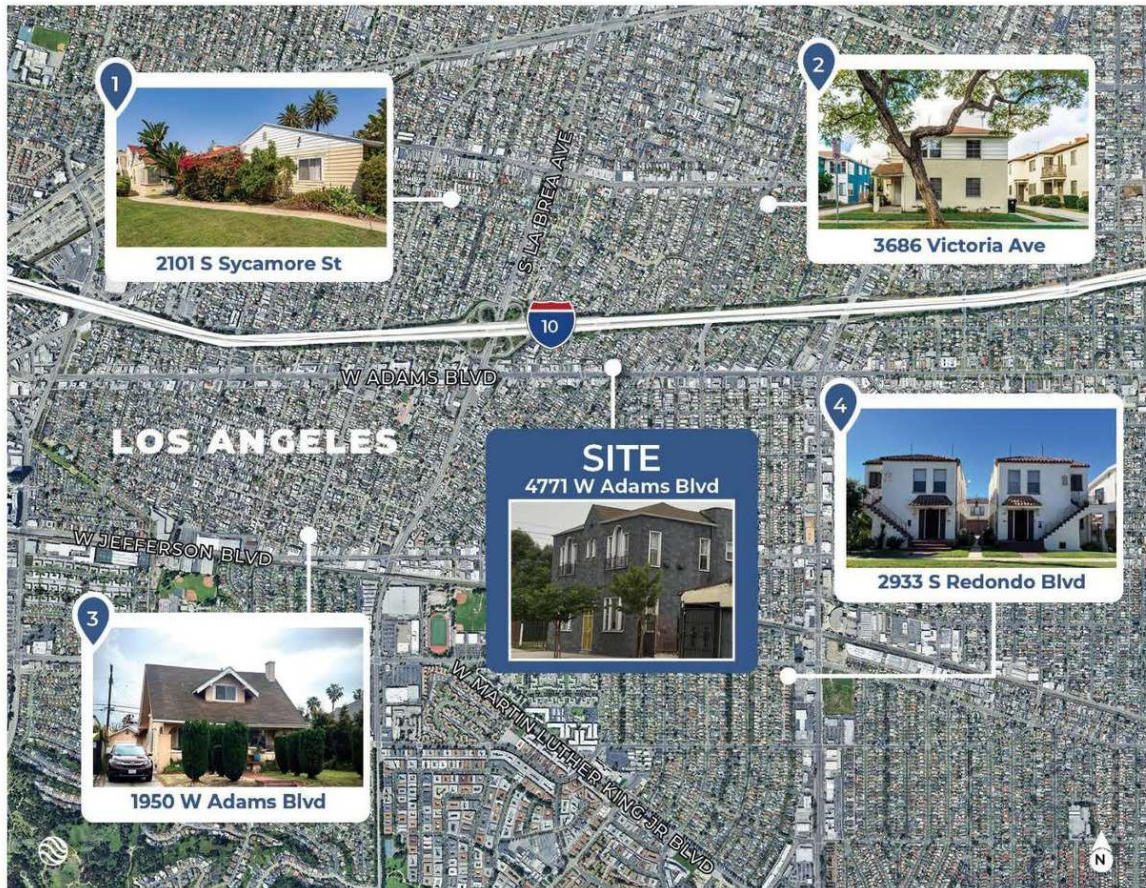 1
2101 S Sycamore St
2
3686 Victoria Ave
S LA BREA AVE
10
W ADAMS BLVD
LOS ANGELES
SITE
4771 W Adams Blvd
4
2933 S Redondo Blvd
W JEFFERSON BLVD
3
1950 W Adams Blvd
W MARTIN LUTHER KING JR BLVD
N